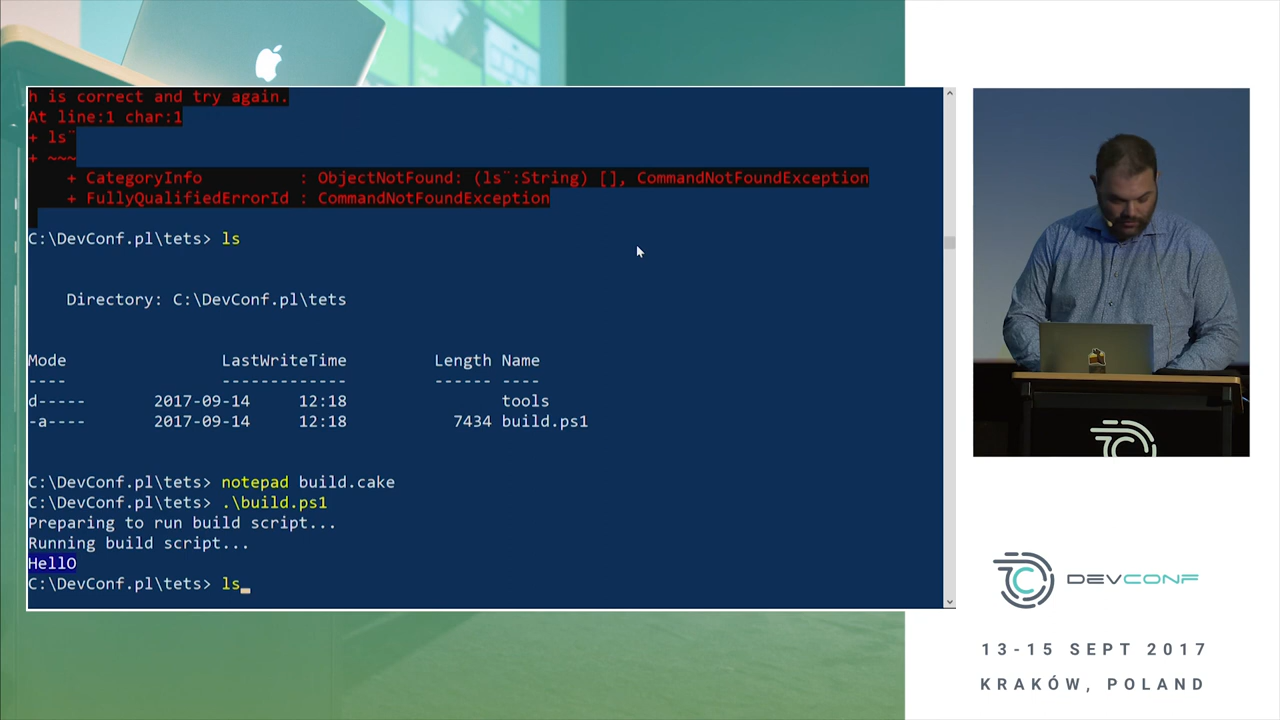 h is correct and try again.
At line:1 char:1
+ ls¨
+ ~~~
+ CategoryInfo : ObjectNotFound: (ls¨:String) [], CommandNotFoundException
+ FullyQualifiedErrorId : CommandNotFoundException
C:\DevConf.pl\tets> ls
Directory: C:\DevConf.pl\tets
Mode LastWriteTime Length Name
---- ------------- ------ ----
d----- 2017-09-14 12:18 tools
-a---- 2017-09-14 12:18 7434 build.ps1
C:\DevConf.pl\tets> notepad build.cake
C:\DevConf.pl\tets> .\build.ps1
Preparing to run build script...
Running build script...
HellO
C:\DevConf.pl\tets> ls_
DEVCONF
13-15 SEPT 2017
KRAKÓW, POLAND